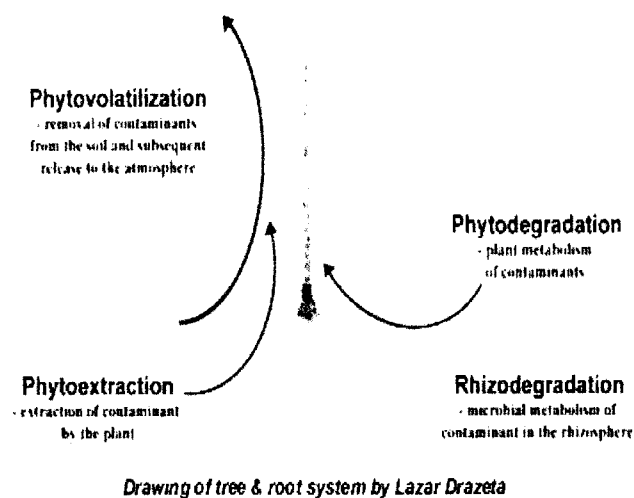 Phytovolatilization
- removal of contaminants
from the soil and subsequent
release to the atmosphere
Phytodegradation
- plant metabolism
of contaminants
Phytoextraction
- extraction of contaminant
by the plant
Rhizodegradation
- microbial metabolism of
contaminant in the rhizosphere
Drawing of tree & root system by Lazar Drazeta